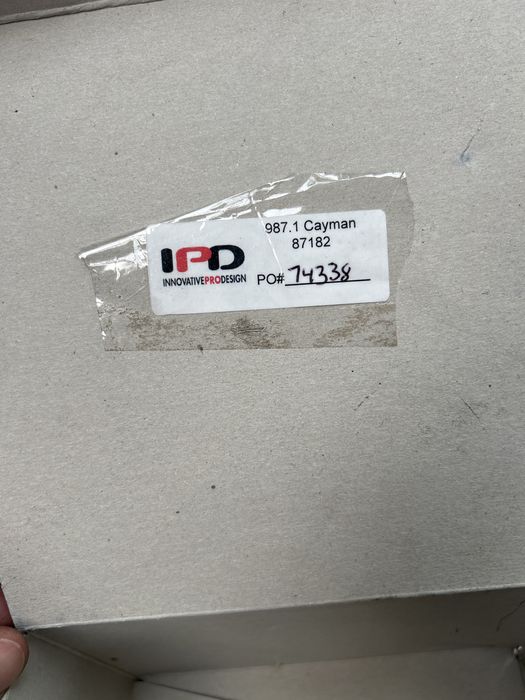 987.1 Cayman
87182
IPD
INNOVATIVEPRODESIGN
PO# 74338